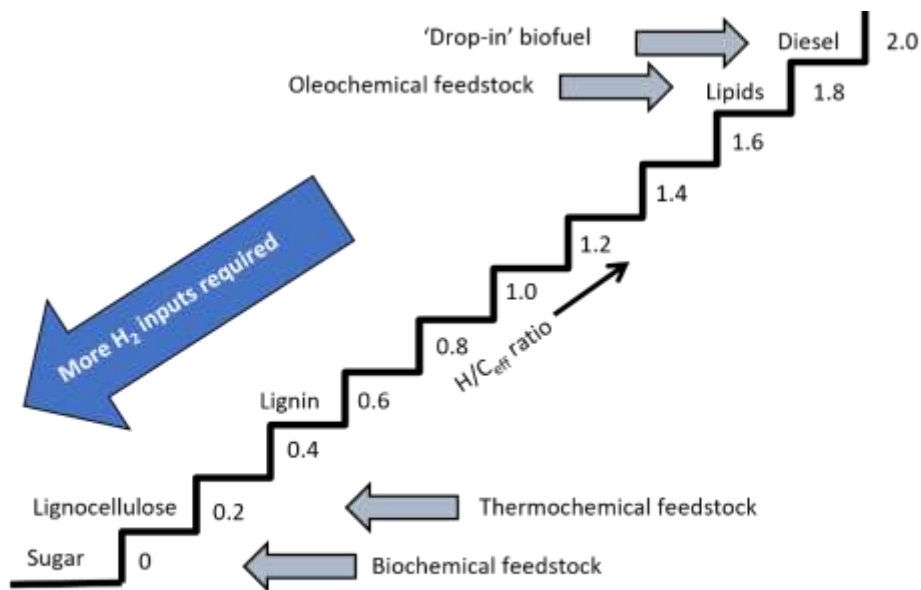 ‘Drop-in’ biofuel
Diesel
2.0
Oleochemical feedstock
Lipids
1.8
1.6
1.4
1.2
More H₂ inputs required
1.0
H/Ceff ratio
0.8
Lignin
0.6
0.4
Lignocellulose
0.2
Thermochemical feedstock
Sugar
0
Biochemical feedstock